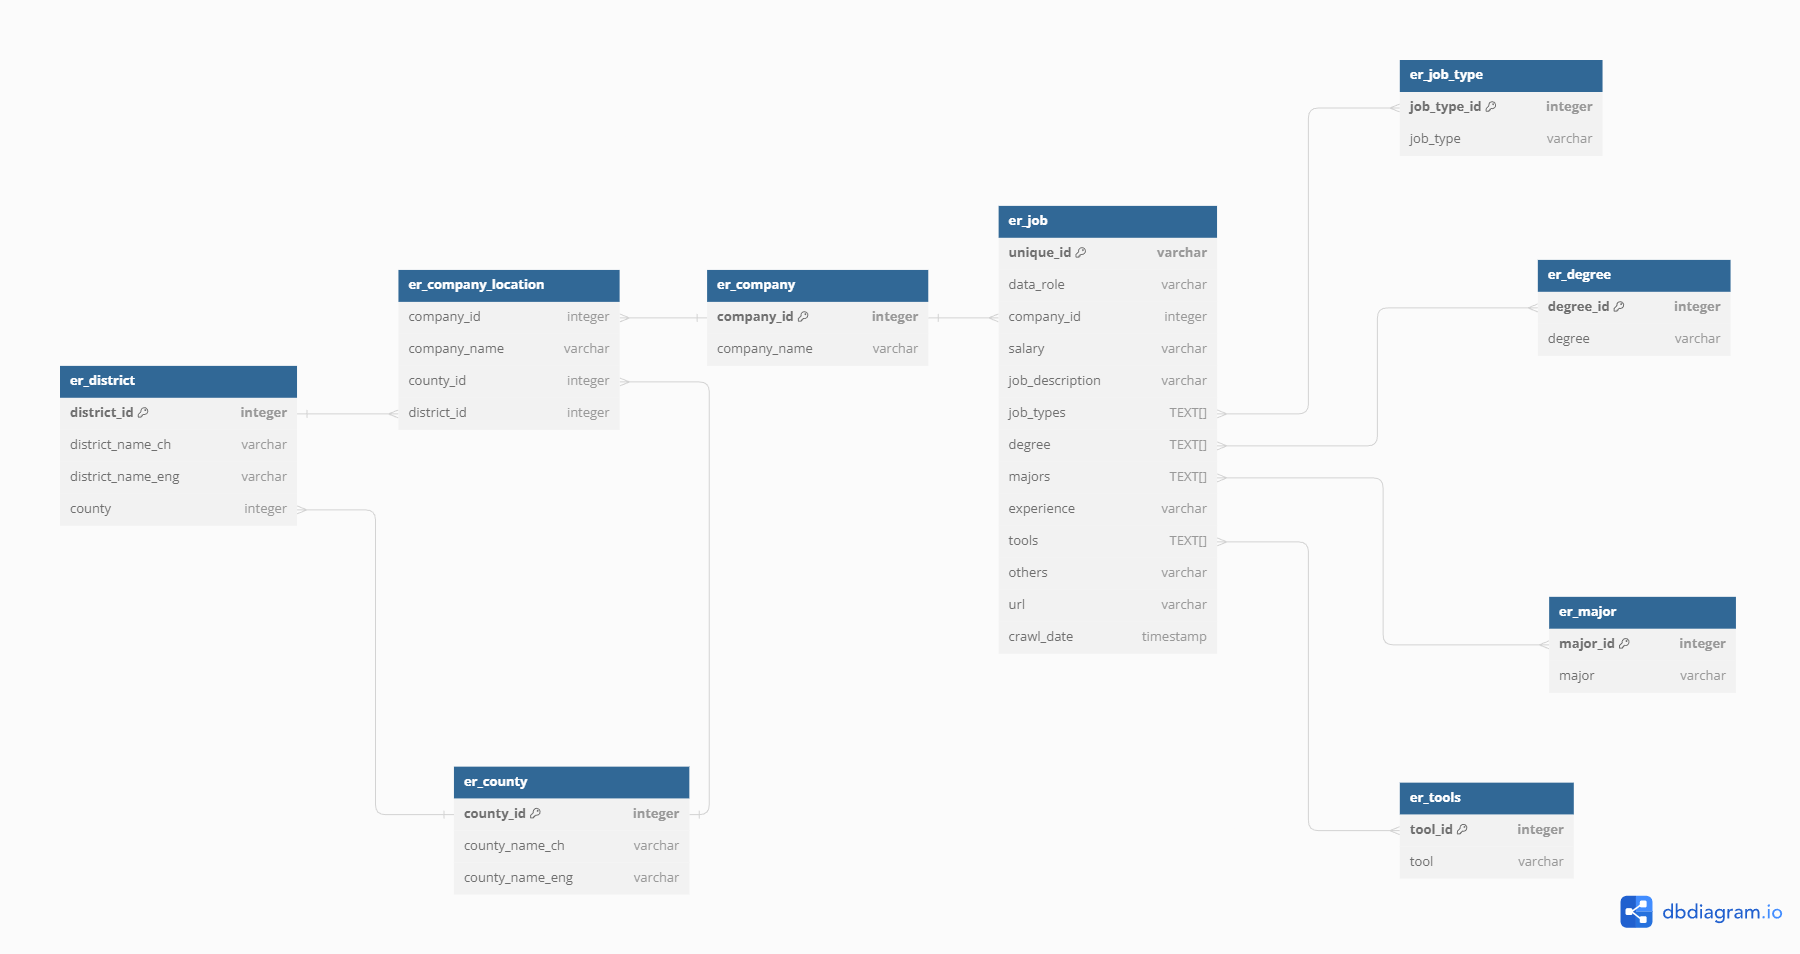 er_job_type
job_type_id integer
job_type varchar
er_job
unique_id varchar
data_role varchar
company_id integer
salary varchar
job_description varchar
job_types TEXT[]
degree TEXT[]
majors TEXT[]
experience varchar
tools TEXT[]
others varchar
url varchar
crawl_date timestamp
er_degree
degree_id integer
degree varchar
er_company_location
company_id integer
company_name varchar
county_id integer
district_id integer
er_company
company_id integer
company_name varchar
er_district
district_id integer
district_name_ch varchar
district_name_eng varchar
county integer
er_major
major_id integer
major varchar
er_county
county_id integer
county_name_ch varchar
county_name_eng varchar
er_tools
tool_id integer
tool varchar
dbdiagram.io